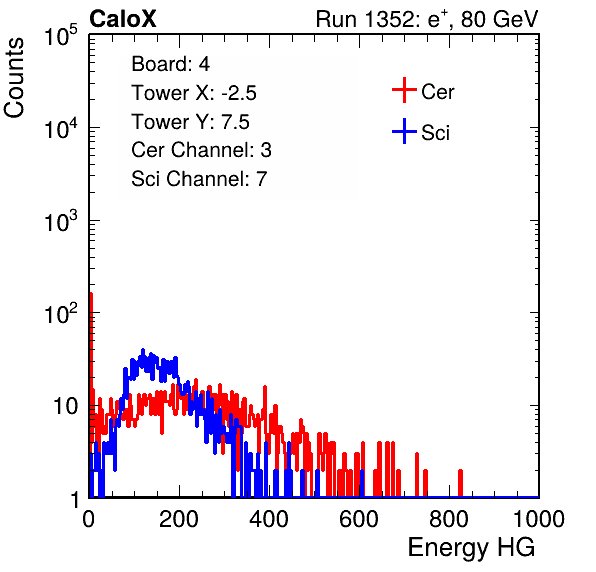 CaloX Run 1352: e⁺, 80 GeV
Counts
Board: 4
Tower X: -2.5
Tower Y: 7.5
Cer Channel: 3
Sci Channel: 7
Cer
Sci
10⁵
10⁴
10³
10²
10
1
0 200 400 600 800 1000
Energy HG